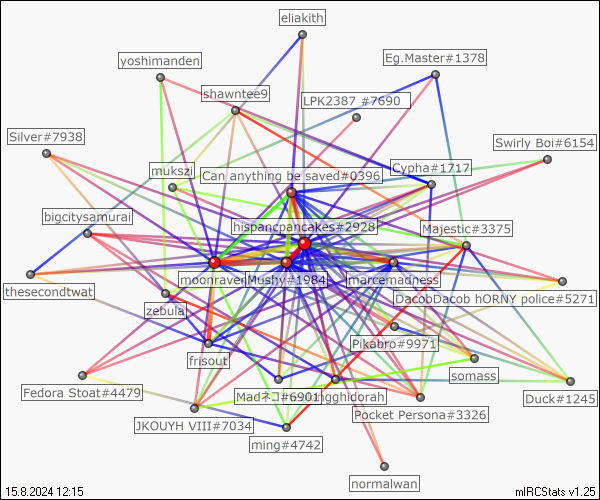 eliakith
yoshimanden
Eg.Master#1378
shawntee9
LPK2387 #7690
Silver#7938
Swirly Boi#6154
mukszi
Can anything be saved#0396
Cypha#1717
bigcitysamurai
hispancpancakes#2928
Majestic#3375
moonraven
Mushy#1984
marcemadness
thesecondtwat
DacobDacob hORNY police#5271
zebula
Pikabro#9971
frisout
somass
Fedora Stoat#4479
Madネコ#6901
ngghidorah
Duck#1245
JKOUYH VIII#7034
Pocket Persona#3326
ming#4742
normalwan
15.8.2024 12:15
mIRCStats v1.25